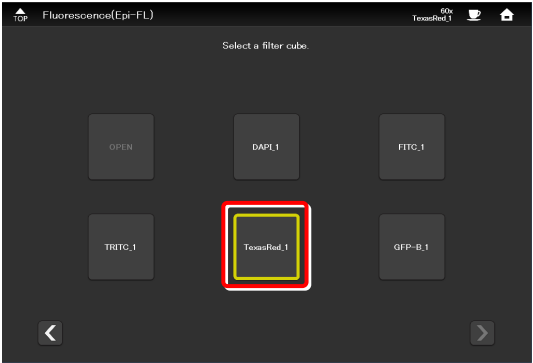 TOP
Fluorescence(Epi-FL)
60x
TexasRed_1
Select a filter cube.
OPEN
DAPI_1
FITC_1
TRITC_1
TexasRed_1
GFP-B_1